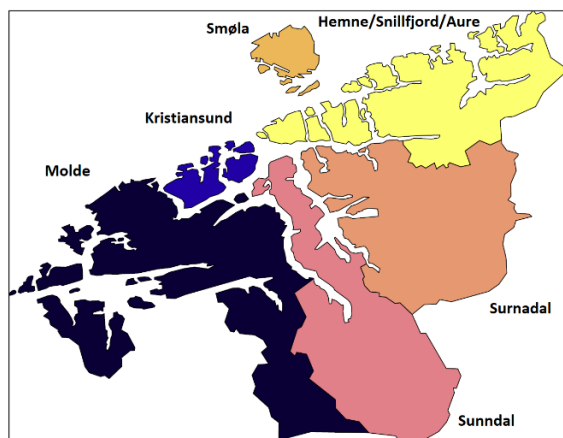 Hemne/Snillfjord/Aure
Smøla
Kristiansund
Molde
Surnadal
Sunndal